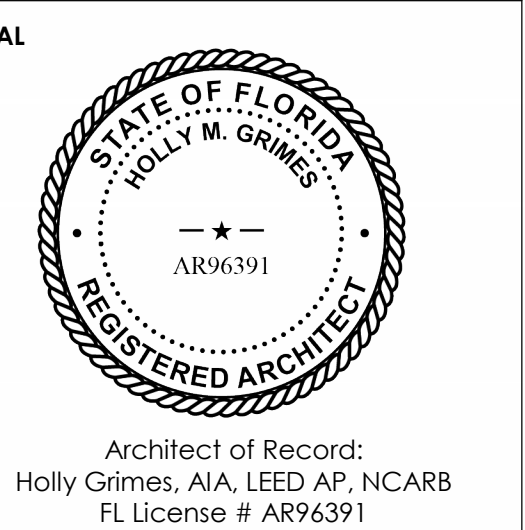 AL
STATE OF FLORIDA
HOLLY M. GRIMES
AR96391
REGISTERED ARCHITECT
Architect of Record:
Holly Grimes, AIA, LEED AP, NCARB
FL License # AR96391